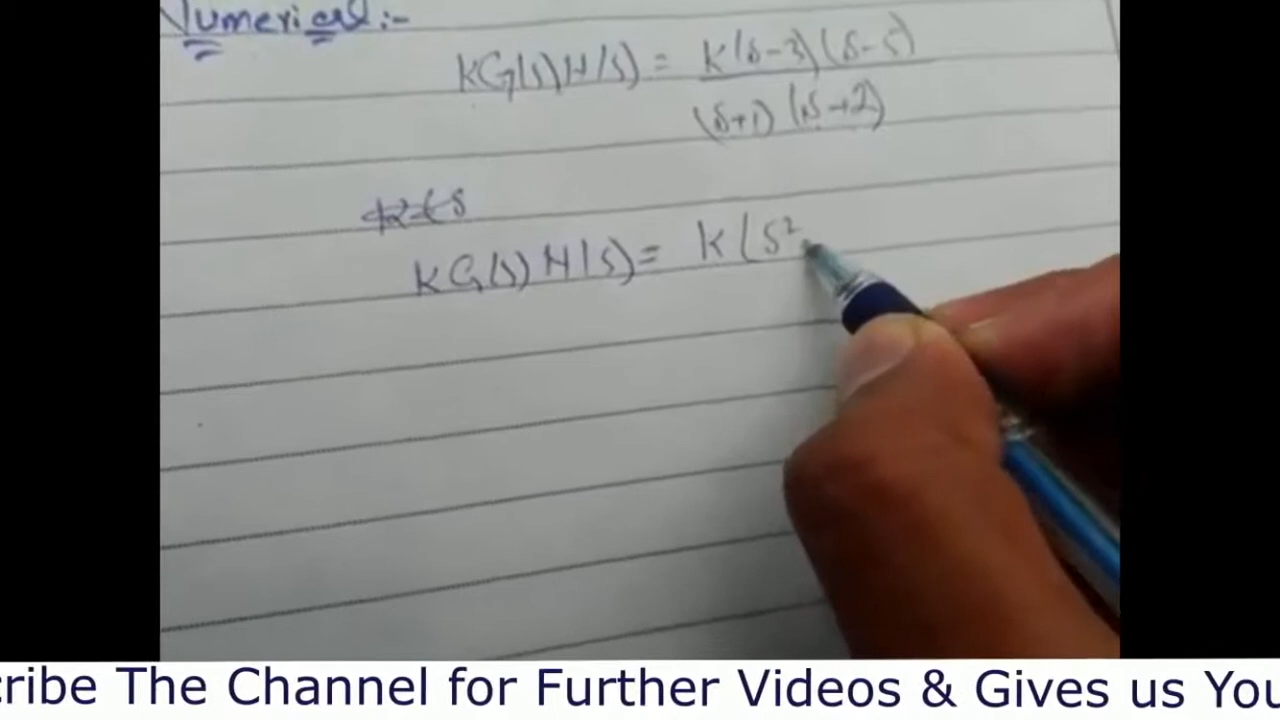 Numerical :-
KG(s)H(s) = K(s-3)(s-5)
(s+1)(s+2)
KG(s)H(s) = K(s²
cribe The Channel for Further Videos & Gives us You